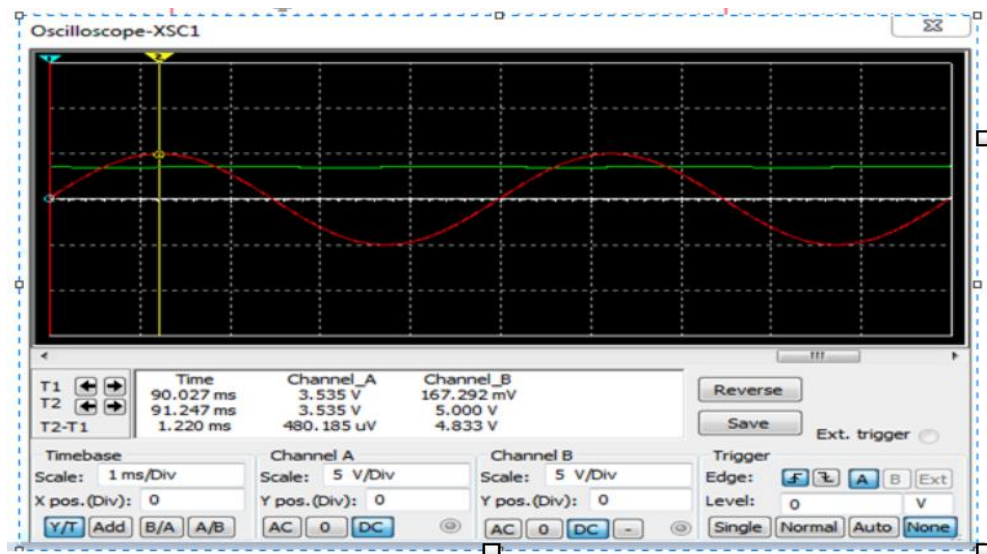 Oscilloscope-XSC1
1 2
Time Channel_A Channel_B
T1 90.027 ms 3.535 V 167.292 mV
T2 91.247 ms 3.535 V 5.000 V
T2-T1 1.220 ms 480.185 uV 4.833 V
Reverse
Save
Ext. trigger
Timebase
Scale: 1 ms/Div
X pos.(Div): 0
Y/T Add B/A A/B
Channel A
Scale: 5 V/Div
Y pos.(Div): 0
AC 0 DC
Channel B
Scale: 5 V/Div
Y pos.(Div): 0
AC 0 DC -
Trigger
Edge: A B Ext
Level: 0 V
Single Normal Auto None